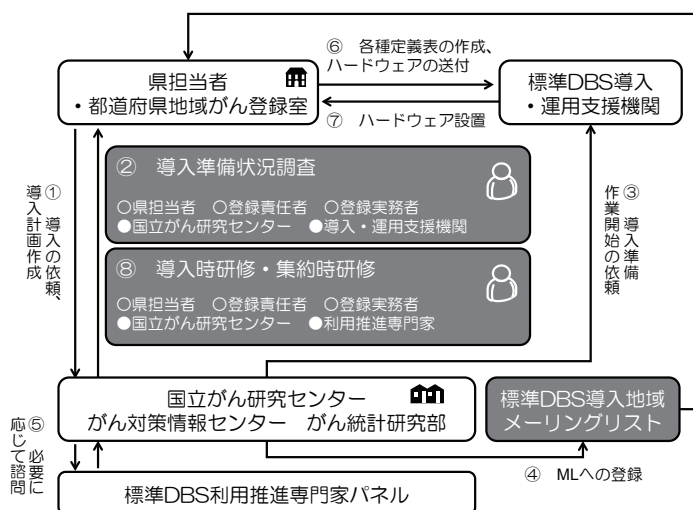 ⑥　各種定義表の作成、
ハードウェアの送付
県担当者
・都道府県地域がん登録室
標準DBS導入
・運用支援機関
⑦　ハードウェア設置
①　導入の依頼、
導入計画作成
②　導入準備状況調査
○県担当者　○登録責任者　○登録実務者
●国立がん研究センター　●導入・運用支援機関
③　導入準備
作業開始の依頼
⑧　導入時研修・集約時研修
○県担当者　○登録責任者　○登録実務者
●国立がん研究センター　●利用推進専門家
国立がん研究センター
がん対策情報センター　がん統計研究部
標準DBS導入地域
メーリングリスト
⑤　必要に
応じて諮問
④　MLへの登録
標準DBS利用推進専門家パネル